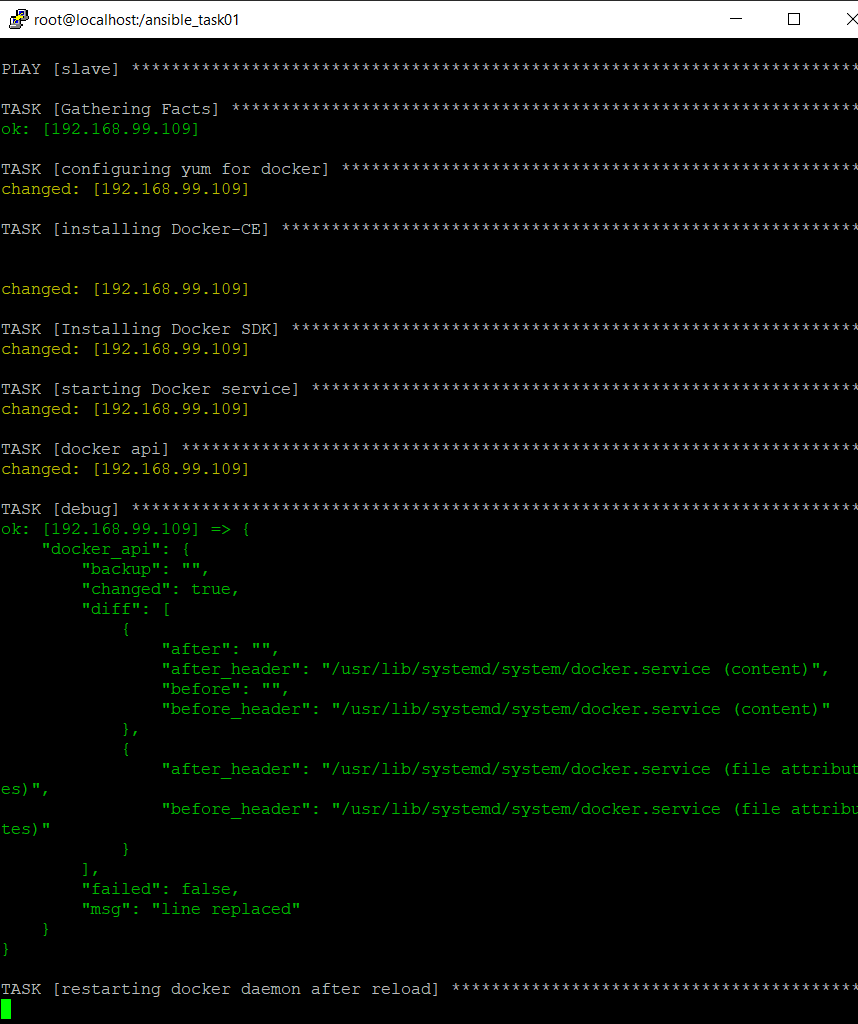 root@localhost:/ansible_task01
PLAY [slave] *************************************************************************
TASK [Gathering Facts] ***************************************************************
ok: [192.168.99.109]
TASK [configuring yum for docker] ****************************************************
changed: [192.168.99.109]
TASK [installing Docker-CE] **********************************************************
changed: [192.168.99.109]
TASK [Installing Docker SDK] *********************************************************
changed: [192.168.99.109]
TASK [starting Docker service] *******************************************************
changed: [192.168.99.109]
TASK [docker api] ********************************************************************
changed: [192.168.99.109]
TASK [debug] *************************************************************************
ok: [192.168.99.109] => {
    "docker_api": {
        "backup": "",
        "changed": true,
        "diff": [
            {
                "after": "",
                "after_header": "/usr/lib/systemd/system/docker.service (content)",
                "before": "",
                "before_header": "/usr/lib/systemd/system/docker.service (content)"
            },
            {
                "after_header": "/usr/lib/systemd/system/docker.service (file attribut
es)",
                "before_header": "/usr/lib/systemd/system/docker.service (file attribu
tes)"
            }
        ],
        "failed": false,
        "msg": "line replaced"
    }
}
TASK [restarting docker daemon after reload] *****************************************